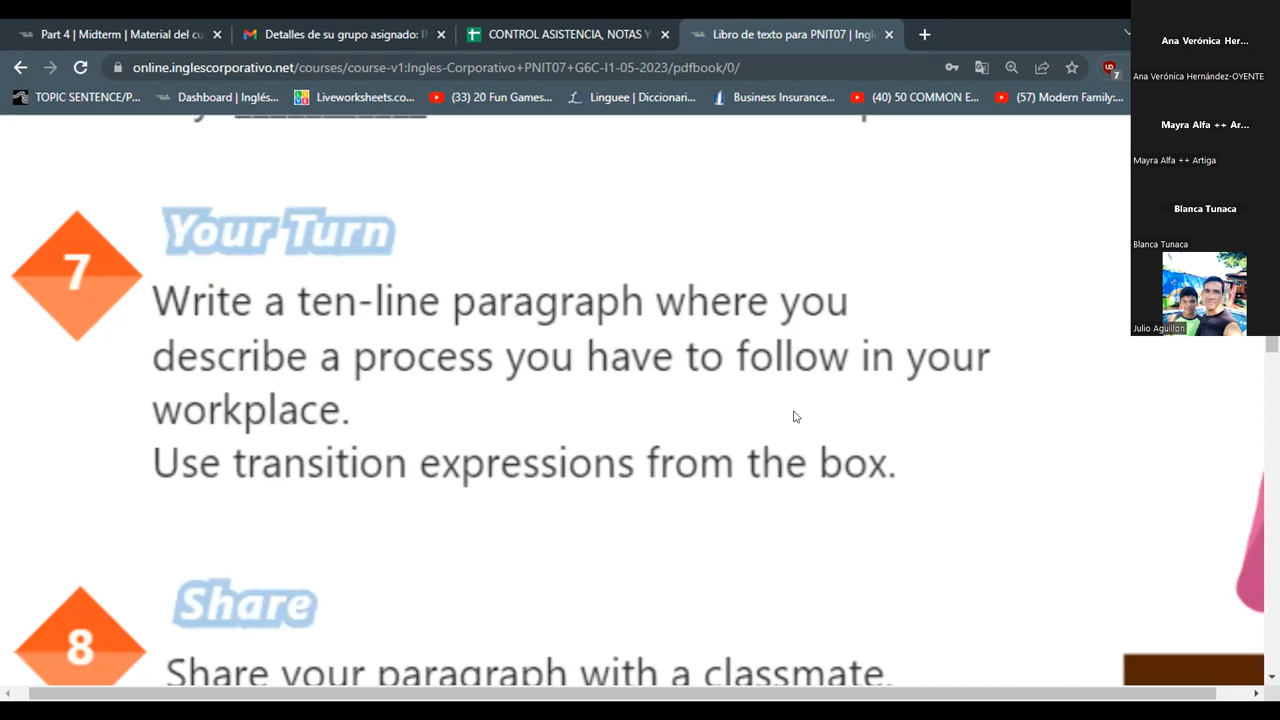 Part 4 | Midterm | Material del cu
Detalles de su grupo asignado: I
CONTROL ASISTENCIA, NOTAS Y
Libro de texto para PNIT07 | Ingl
online.inglescorporativo.net/courses/course-v1:Ingles-Corporativo+PNIT07+G6C-I1-05-2023/pdfbook/0/
7
TOPIC SENTENCE/P...
Dashboard | Inglés...
Liveworksheets.co...
(33) 20 Fun Games...
Linguee | Diccionari...
Business Insurance...
(40) 50 COMMON E...
(57) Modern Family:...
Ana Verónica Her...
Ana Verónica Hernández-OYENTE
Mayra Alfa ++ Ar...
Mayra Alfa ++ Artiga
Blanca Tunaca
Blanca Tunaca
Julio Aguillon
7
Your Turn
Write a ten-line paragraph where you
describe a process you have to follow in your
workplace.
Use transition expressions from the box.
8
Share
Share your paragraph with a classmate.